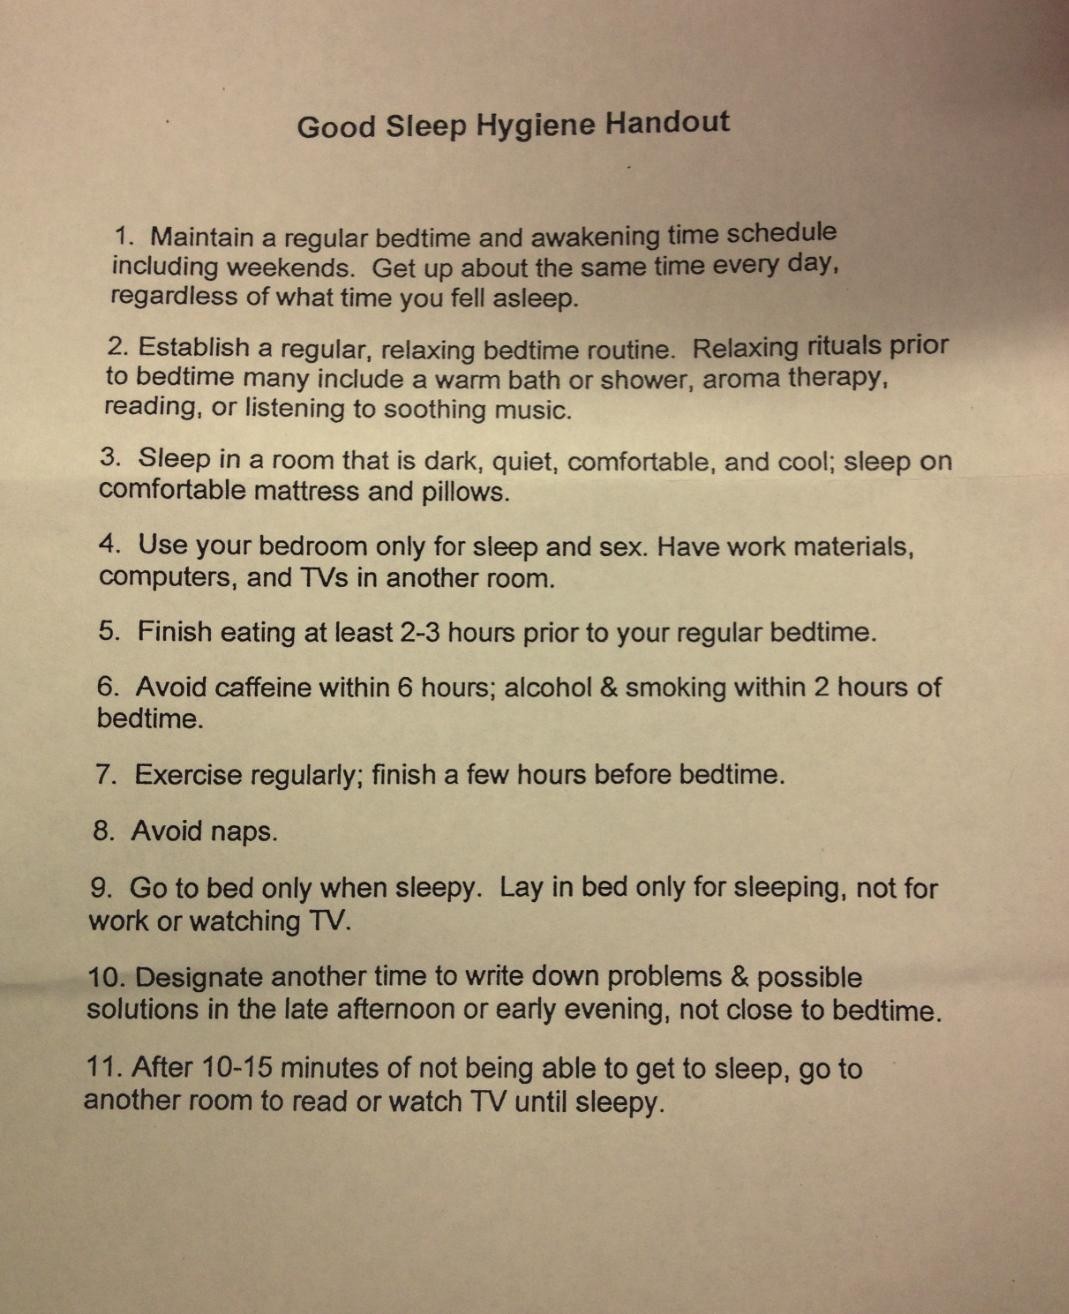 Good Sleep Hygiene Handout
1. Maintain a regular bedtime and awakening time schedule
including weekends. Get up about the same time every day,
regardless of what time you fell asleep.
2. Establish a regular, relaxing bedtime routine. Relaxing rituals prior
to bedtime many include a warm bath or shower, aroma therapy,
reading, or listening to soothing music.
3. Sleep in a room that is dark, quiet, comfortable, and cool; sleep on
comfortable mattress and pillows.
4. Use your bedroom only for sleep and sex. Have work materials,
computers, and TVs in another room.
5. Finish eating at least 2-3 hours prior to your regular bedtime.
6. Avoid caffeine within 6 hours; alcohol & smoking within 2 hours of
bedtime.
7. Exercise regularly; finish a few hours before bedtime.
8. Avoid naps.
9. Go to bed only when sleepy. Lay in bed only for sleeping, not for
work or watching TV.
10. Designate another time to write down problems & possible
solutions in the late afternoon or early evening, not close to bedtime.
11. After 10-15 minutes of not being able to get to sleep, go to
another room to read or watch TV until sleepy.